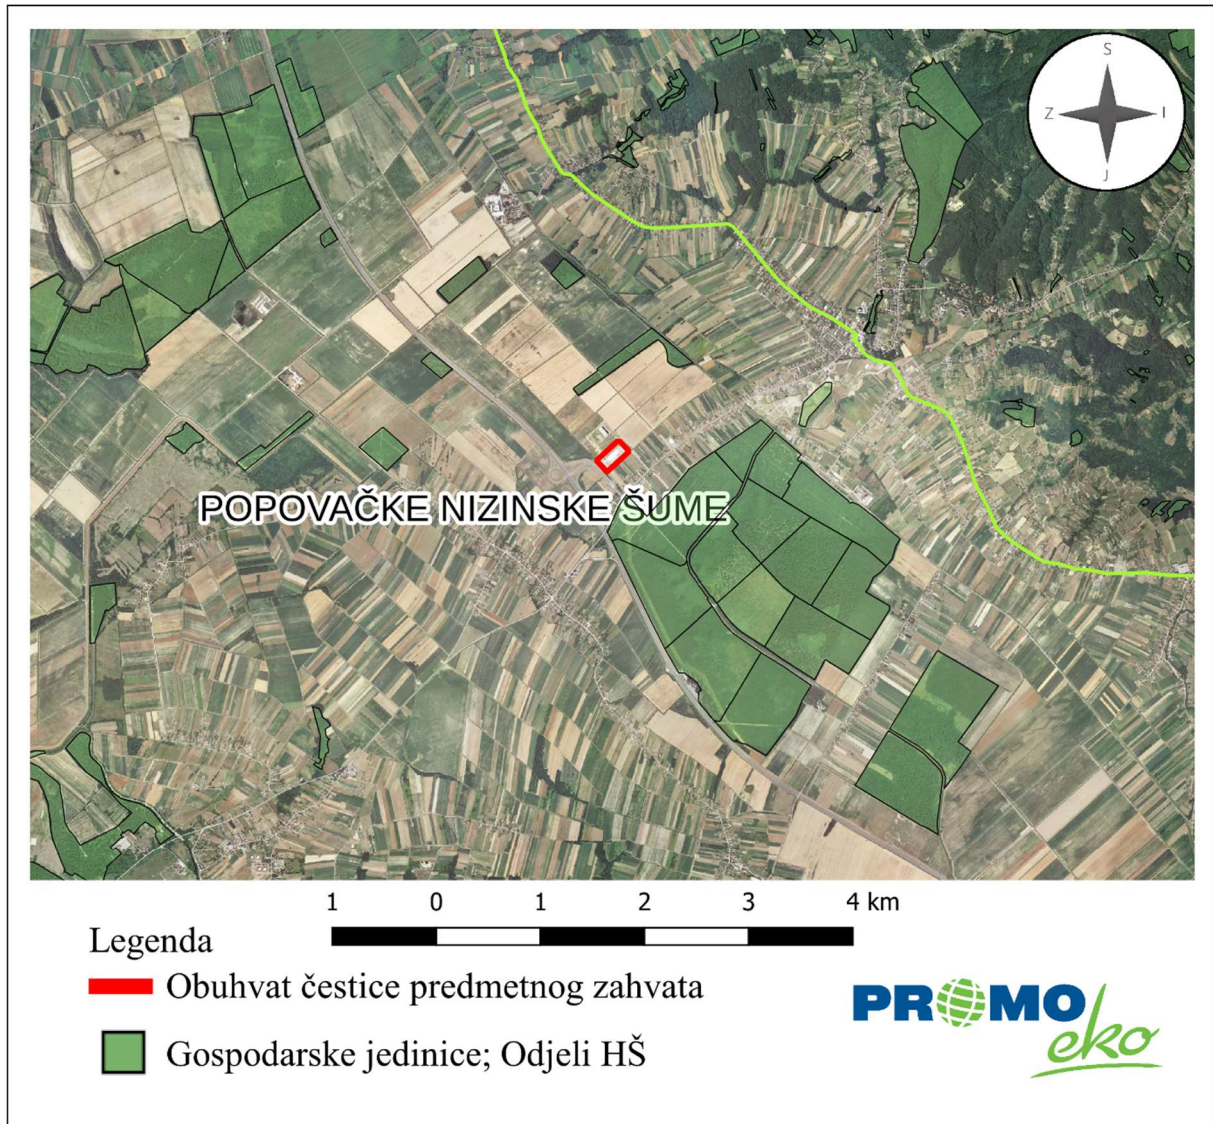 S
Z
I
J
POPOVAČKE NIZINSKE ŠUME
1 0 1 2 3 4 km
Legenda
Obuhvat čestice predmetnog zahvata
Gospodarske jedinice; Odjeli HŠ
PROMO
eko